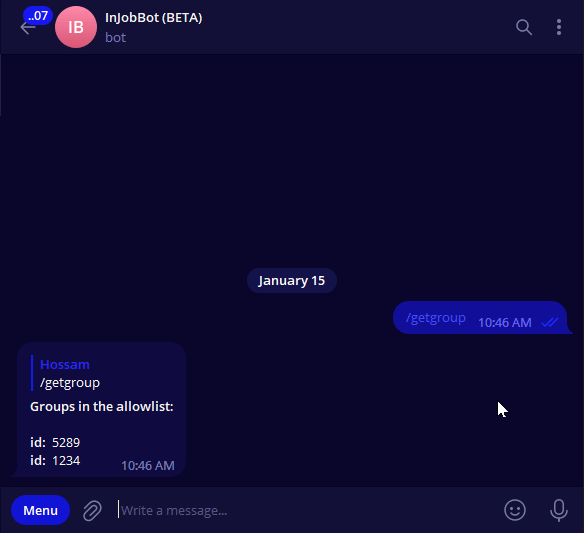 ..07
IB
InJobBot (BETA)
bot
January 15
/getgroup 10:46 AM
Hossam
/getgroup
Groups in the allowlist:
id: 5289
id: 1234 10:46 AM
Menu
Write a message...